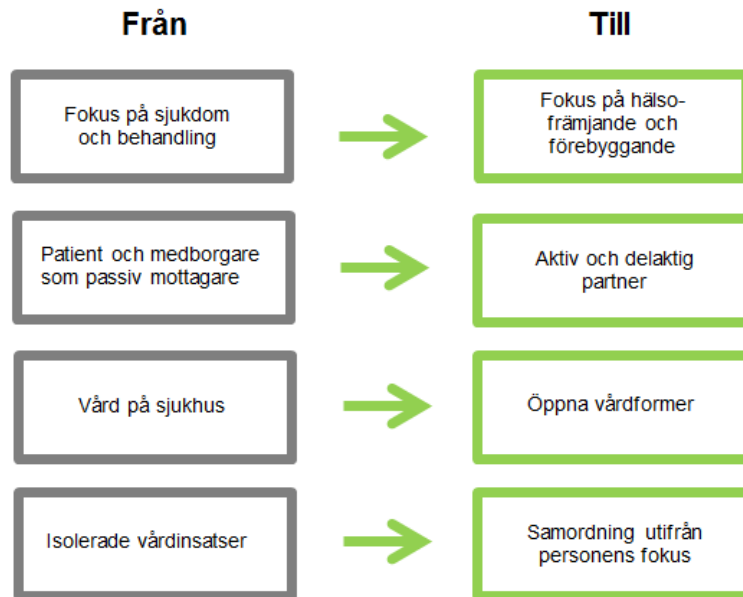 Från
Till
Fokus på sjukdom
och behandling
Fokus på hälso-
främjande och
förebyggande
Patient och medborgare
som passiv mottagare
Aktiv och delaktig
partner
Vård på sjukhus
Öppna vårdformer
Isolerade vårdinsatser
Samordning utifrån
personens fokus